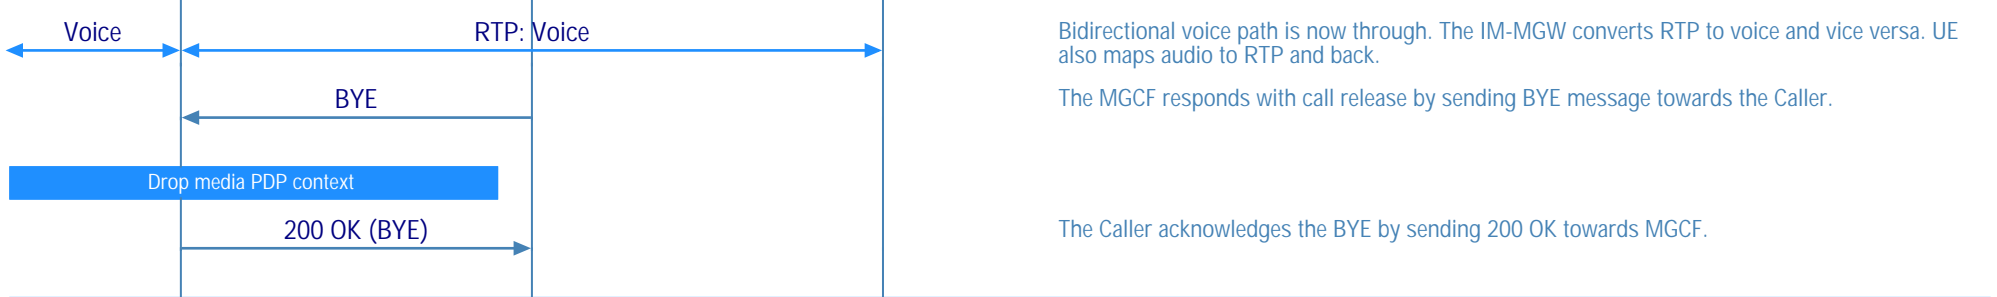 Voice
RTP: Voice
Bidirectional voice path is now through. The IM-MGW converts RTP to voice and vice versa. UE
also maps audio to RTP and back.
BYE
The MGCF responds with call release by sending BYE message towards the Caller.
Drop media PDP context
200 OK (BYE)
The Caller acknowledges the BYE by sending 200 OK towards MGCF.